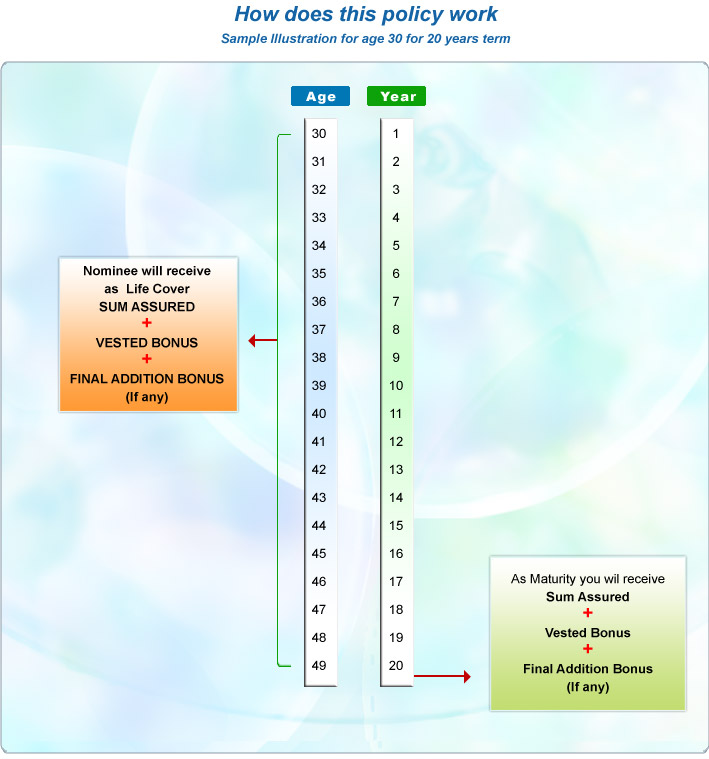 How does this policy work
Sample Illustration for age 30 for 20 years term
Age Year
30 1
31 2
32 3
33 4
34 5
35 6
36 7
37 8
38 9
39 10
40 11
41 12
42 13
43 14
44 15
45 16
46 17
47 18
48 19
49 20
Nominee will receive
as Life Cover
SUM ASSURED
+
VESTED BONUS
+
FINAL ADDITION BONUS
(If any)
As Maturity you wil receive
Sum Assured
+
Vested Bonus
+
Final Addition Bonus
(If any)